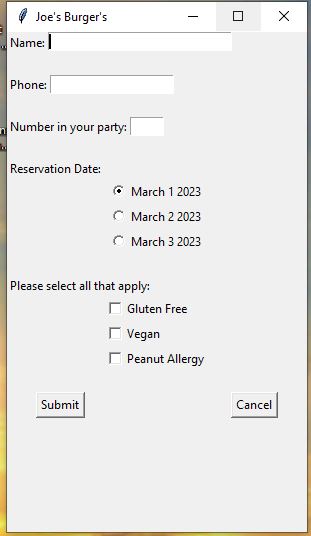 Joe's Burger's
Name:
Phone:
Number in your party:
Reservation Date:
March 1 2023
March 2 2023
March 3 2023
Please select all that apply:
Gluten Free
Vegan
Peanut Allergy
Submit Cancel